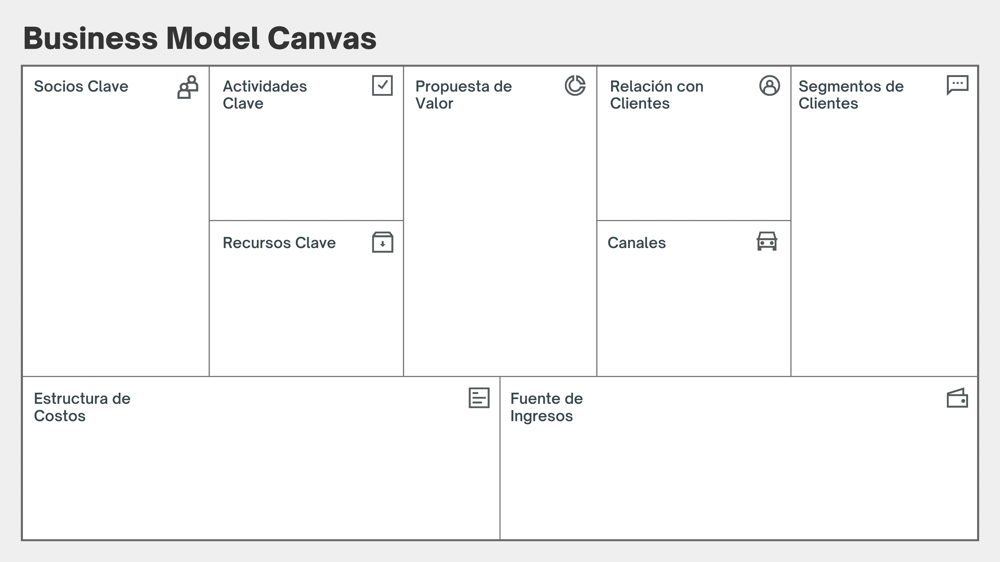 Business Model Canvas
Socios Clave
Actividades
Clave
Recursos Clave
Propuesta de
Valor
Relación con
Clientes
Canales
Segmentos de
Clientes
Estructura de
Costos
Fuente de
Ingresos